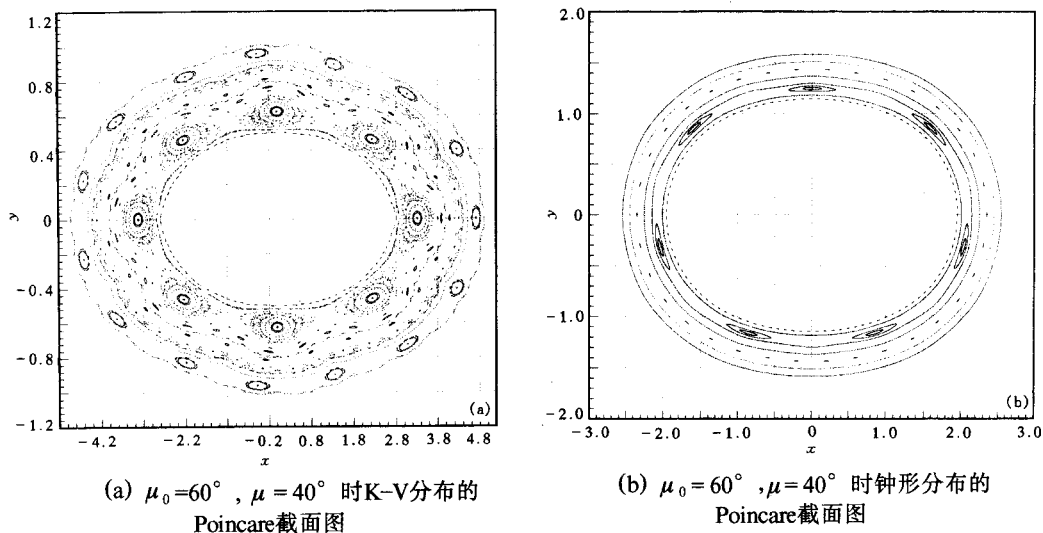 1.2
0.8
0.4
0
-0.4
-0.8
-1.2
y
-4.2 -2.2 -0.2 0.8 1.8 2.8 3.8 4.8
x
(a)
(a) μ₀=60° , μ = 40° 时K-V分布的
Poincare截面图
2.0
1.0
0
-1.0
-2.0
y
-3.0 -2.0 -1.0 0 1.0 2.0 3.0
x
(b)
(b) μ₀ = 60° ,μ= 40° 时钟形分布的
Poincare截面图